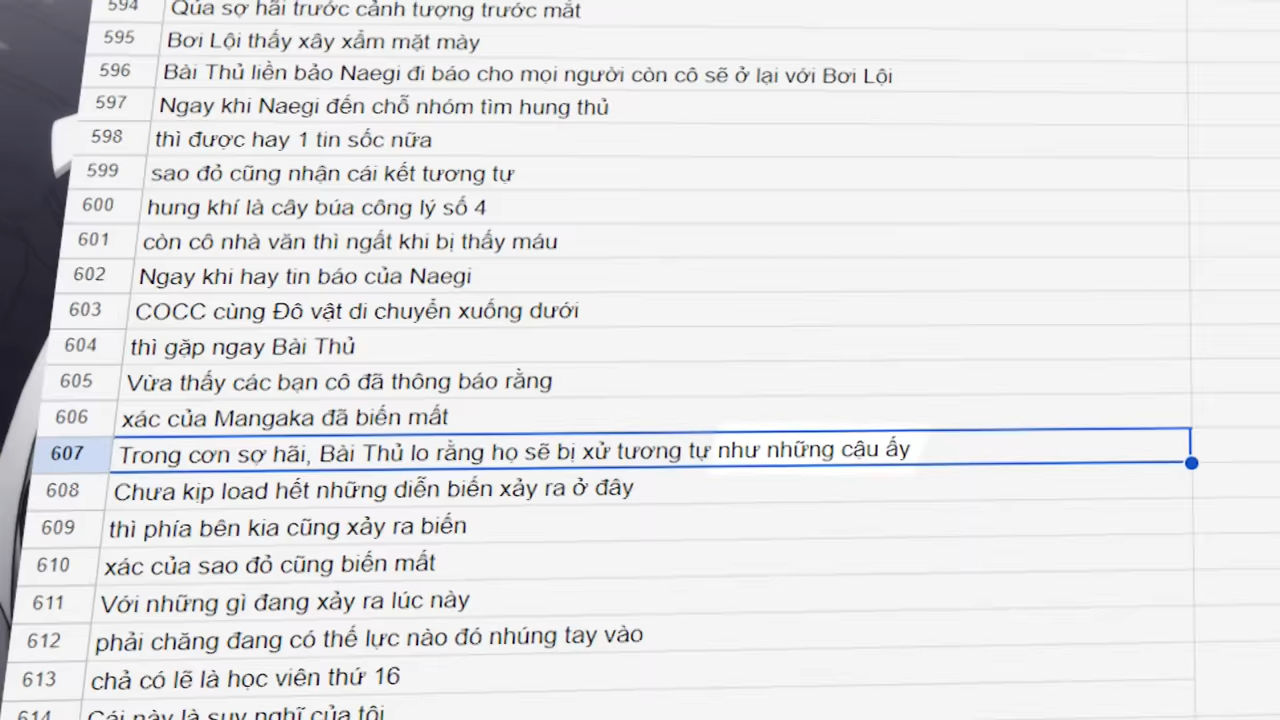 594 Qúa sợ hãi trước cảnh tượng trước mắt
595 Bơi Lội thấy xây xẩm mặt mày
596 Bài Thủ liền bảo Naegi đi báo cho mọi người còn cô sẽ ở lại với Bơi Lội
597 Ngay khi Naegi đến chỗ nhóm tìm hung thủ
598 thì được hay 1 tin sốc nữa
599 sao đỏ cũng nhận cái kết tương tự
600 hung khí là cây búa công lý số 4
601 còn cô nhà văn thì ngất khi bị thấy máu
602 Ngay khi hay tin báo của Naegi
603 COCC cùng Đô vật di chuyển xuống dưới
604 thì gặp ngay Bài Thủ
605 Vừa thấy các bạn cô đã thông báo rằng
606 xác của Mangaka đã biến mất
607 Trong cơn sợ hãi, Bài Thủ lo rằng họ sẽ bị xử tương tự như những cậu ấy
608 Chưa kịp load hết những diễn biến xảy ra ở đây
609 thì phía bên kia cũng xảy ra biến
610 xác của sao đỏ cũng biến mất
611 Với những gì đang xảy ra lúc này
612 phải chăng đang có thế lực nào đó nhúng tay vào
613 chả có lẽ là học viên thứ 16
614 Cái này là suy nghĩ của tôi